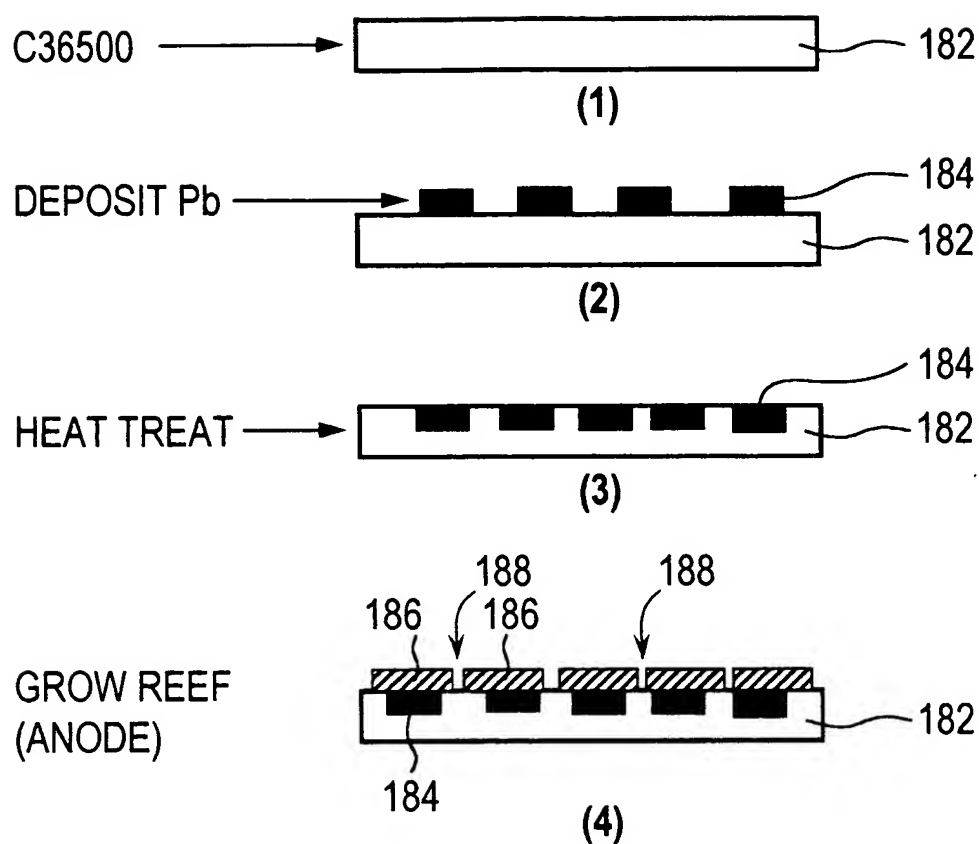 C36500
182
(1)
DEPOSIT Pb
184
182
(2)
HEAT TREAT
184
182
(3)
188 188
186 186
GROW REEF
(ANODE)
182
184
(4)